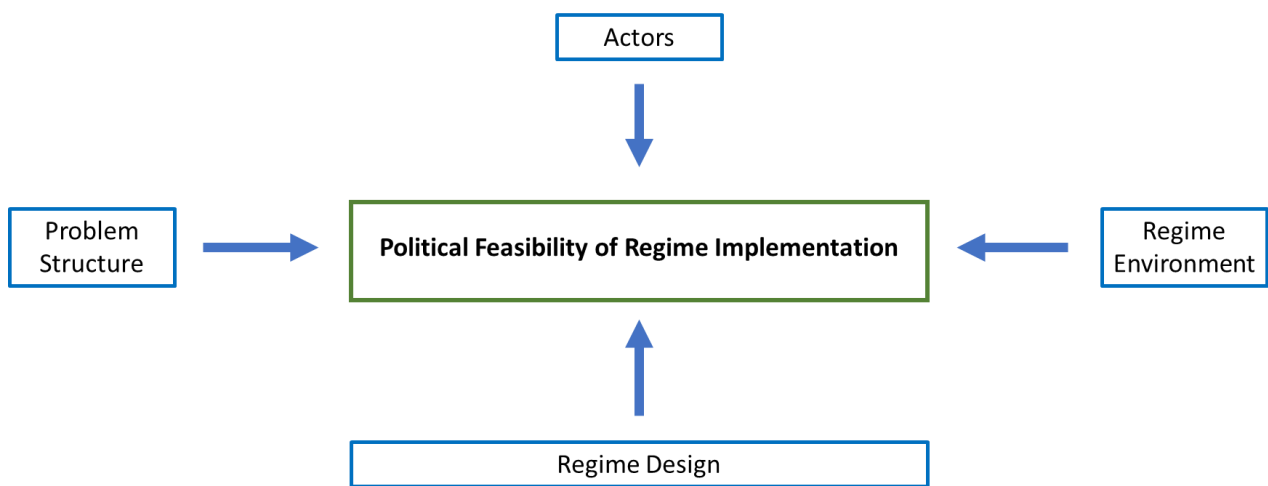 Actors
Problem
Structure
Political Feasibility of Regime Implementation
Regime
Environment
Regime Design